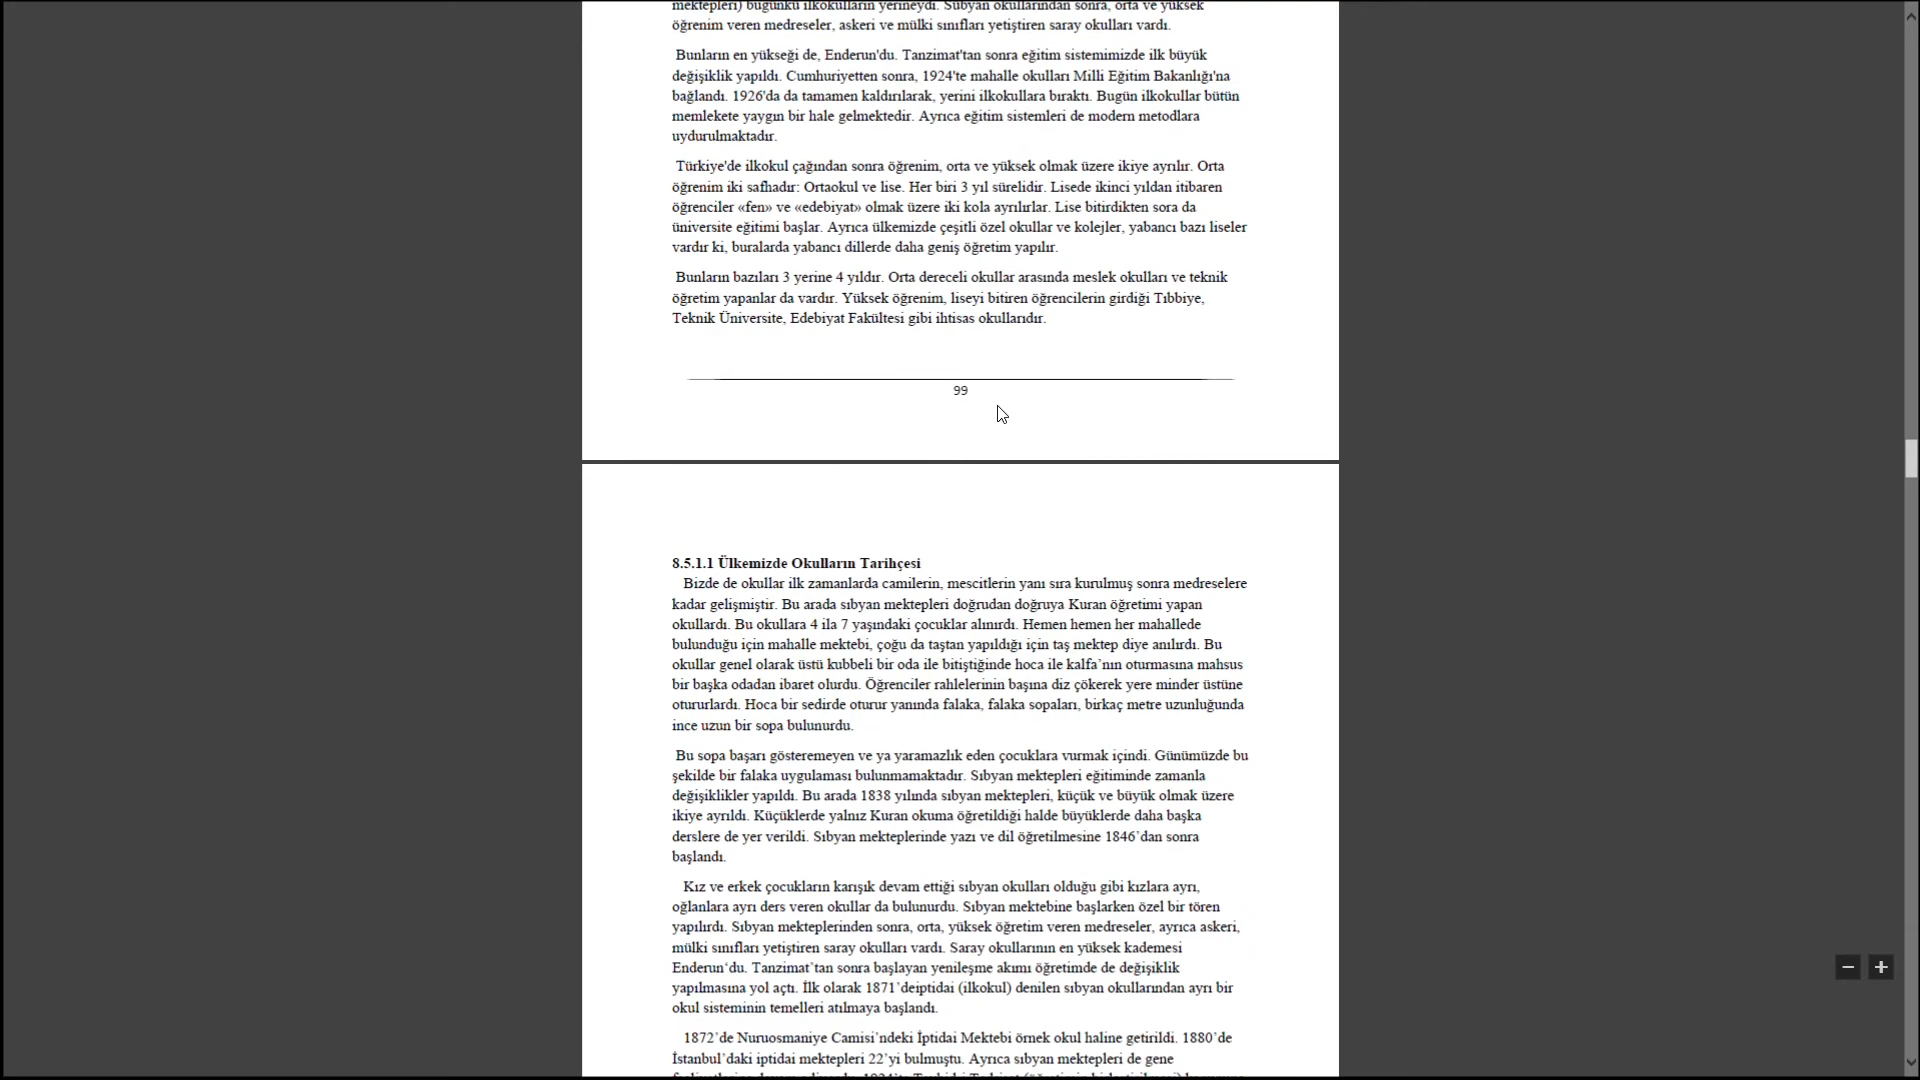 mektepleri) bugünkü ilkokulların yerineydi. Sübyan okullarından sonra, orta ve yüksek
öğrenim veren medreseler, askeri ve mülki sınıfları yetiştiren saray okulları vardı.
Bunların en yükseği de, Enderun'du. Tanzimat'tan sonra eğitim sistemimizde ilk büyük
değişiklik yapıldı. Cumhuriyetten sonra, 1924'te mahalle okulları Milli Eğitim Bakanlığı'na
bağlandı. 1926'da da tamamen kaldırılarak, yerini ilkokullara bıraktı. Bugün ilkokullar bütün
memlekete yaygın bir hale gelmektedir. Ayrıca eğitim sistemleri de modern metodlara
uydurulmaktadır.
Türkiye'de ilkokul çağından sonra öğrenim, orta ve yüksek olmak üzere ikiye ayrılır. Orta
öğrenim iki safhadır: Ortaokul ve lise. Her biri 3 yıl sürelidir. Lisede ikinci yıldan itibaren
öğrenciler «fen» ve «edebiyat» olmak üzere iki kola ayrılırlar. Lise bitirdikten sora da
üniversite eğitimi başlar. Ayrıca ülkemizde çeşitli özel okullar ve kolejler, yabancı bazı liseler
vardır ki, buralarda yabancı dillerde daha geniş öğretim yapılır.
Bunların bazıları 3 yerine 4 yıldır. Orta dereceli okullar arasında meslek okulları ve teknik
öğretim yapanlar da vardır. Yüksek öğrenim, liseyi bitiren öğrencilerin girdiği Tıbbiye,
Teknik Üniversite, Edebiyat Fakültesi gibi ihtisas okullarıdır.
99
8.5.1.1 Ülkemizde Okulların Tarihçesi
Bizde de okullar ilk zamanlarda camilerin, mescitlerin yanı sıra kurulmuş sonra medreselere
kadar gelişmiştir. Bu arada sıbyan mektepleri doğrudan doğruya Kuran öğretimi yapan
okullardı. Bu okullara 4 ila 7 yaşındaki çocuklar alınırdı. Hemen hemen her mahallede
bulunduğu için mahalle mektebi, çoğu da taştan yapıldığı için taş mektep diye anılırdı. Bu
okullar genel olarak üstü kubbeli bir oda ile bitiştiğinde hoca ile kalfa’nın oturmasına mahsus
bir başka odadan ibaret olurdu. Öğrenciler rahlelerinin başına diz çökerek yere minder üstüne
otururlardı. Hoca bir sedirde oturur yanında falaka, falaka sopaları, birkaç metre uzunluğunda
ince uzun bir sopa bulunurdu.
Bu sopa başarı gösteremeyen ve ya yaramazlık eden çocuklara vurmak içindi. Günümüzde bu
şekilde bir falaka uygulaması bulunmamaktadır. Sıbyan mektepleri eğitiminde zamanla
değişiklikler yapıldı. Bu arada 1838 yılında sıbyan mektepleri, küçük ve büyük olmak üzere
ikiye ayrıldı. Küçüklerde yalnız Kuran okuma öğretildiği halde büyüklerde daha başka
derslere de yer verildi. Sıbyan mekteplerinde yazı ve dil öğretilmesine 1846’dan sonra
başlandı.
Kız ve erkek çocukların karışık devam ettiği sıbyan okulları olduğu gibi kızlara ayrı,
oğlanlara ayrı ders veren okullar da bulunurdu. Sıbyan mektebine başlarken özel bir tören
yapılırdı. Sıbyan mekteplerinden sonra, orta, yüksek öğretim veren medreseler, ayrıca askeri,
mülki sınıfları yetiştiren saray okulları vardı. Saray okullarının en yüksek kademesi
Enderun‘du. Tanzimat’tan sonra başlayan yenileşme akımı öğretimde de değişiklik
yapılmasına yol açtı. İlk olarak 1871’deiptidai (ilkokul) denilen sıbyan okullarından ayrı bir
okul sisteminin temelleri atılmaya başlandı.
1872’de Nuruosmaniye Camisi’ndeki İptidai Mektebi örnek okul haline getirildi. 1880’de
İstanbul’daki iptidai mektepleri 22’yi bulmuştu. Ayrıca sıbyan mektepleri de gene